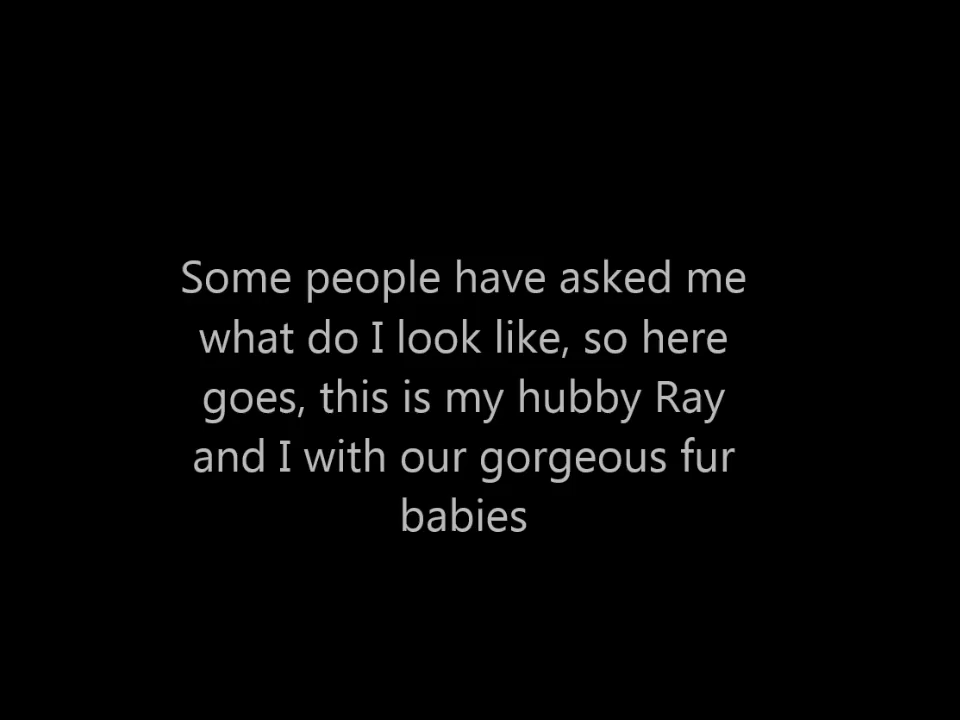 Some people have asked me
what do I look like, so here
goes, this is my hubby Ray
and I with our gorgeous fur
babies